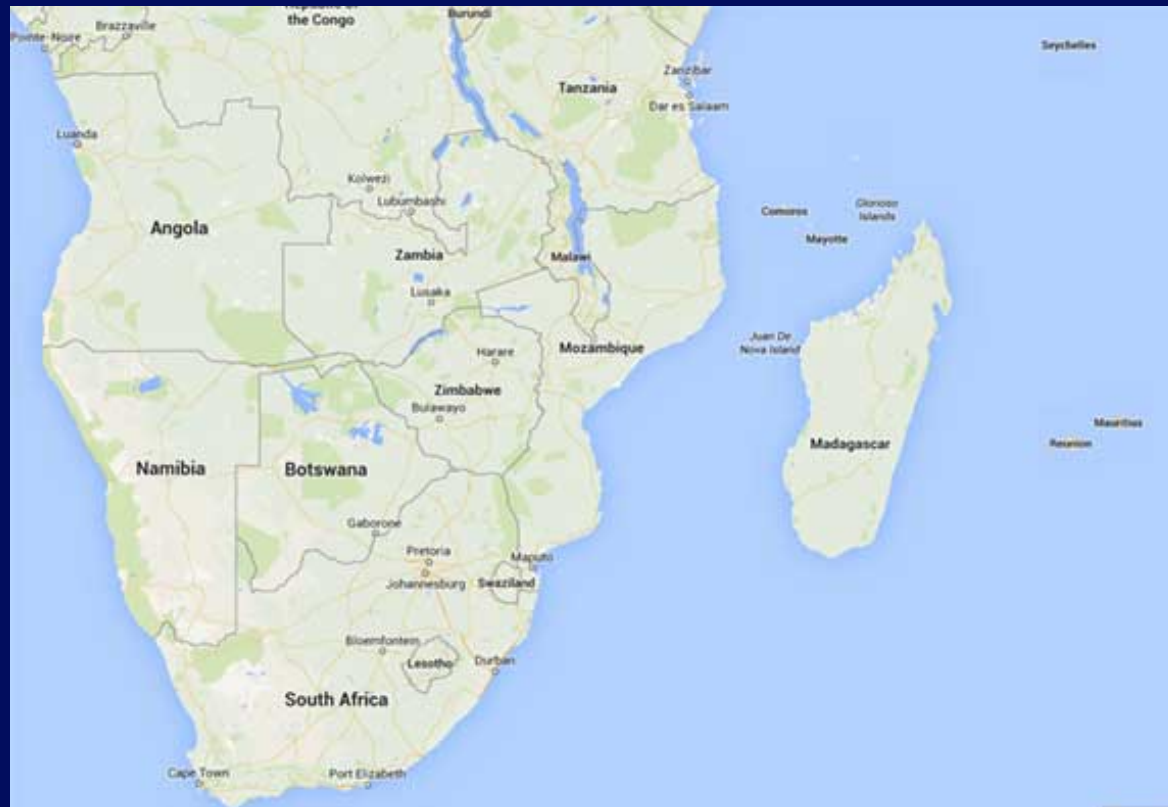 Republic of
the Congo
Burundi
Brazzaville
Pointe-Noire
Seychelles
Zanzibar
Tanzania
Dar es Salaam
Luanda
Kolwezi
Lubumbashi
Comoros
Glorioso
Islands
Mayotte
Angola
Zambia
Malawi
Lusaka
Juan De
Nova Island
Mozambique
Harare
Zimbabwe
Bulawayo
Mauritius
Reunion
Madagascar
Namibia
Botswana
Gaborone
Pretoria
Maputo
Johannesburg
Swaziland
Bloemfontein
Lesotho
Durban
South Africa
Cape Town
Port Elizabeth